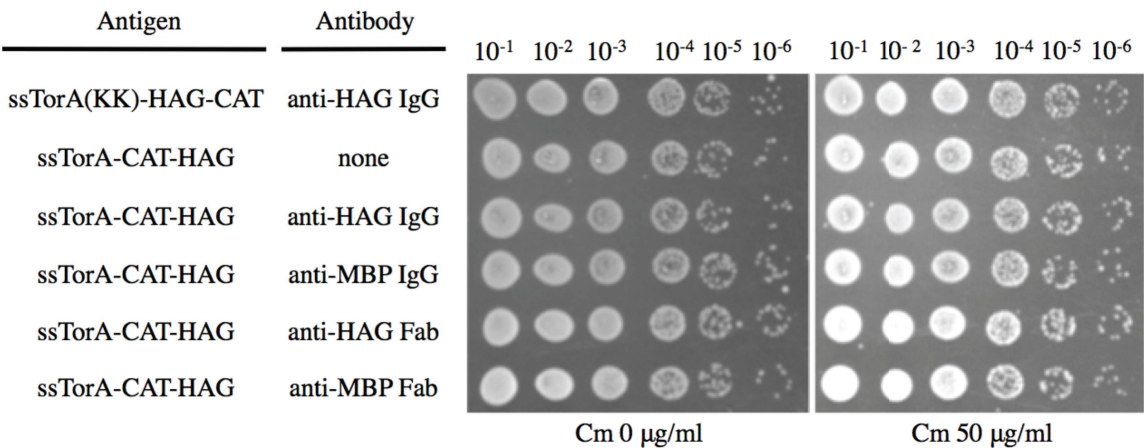 Antigen Antibody
10-1 10-2 10-3 10-4 10-5 10-6 10-1 10- 2 10-3 10-4 10-5 10-6
ssTorA(KK)-HAG-CAT anti-HAG IgG
ssTorA-CAT-HAG none
ssTorA-CAT-HAG anti-HAG IgG
ssTorA-CAT-HAG anti-MBP IgG
ssTorA-CAT-HAG anti-HAG Fab
ssTorA-CAT-HAG anti-MBP Fab
Cm 0 µg/ml Cm 50 µg/ml